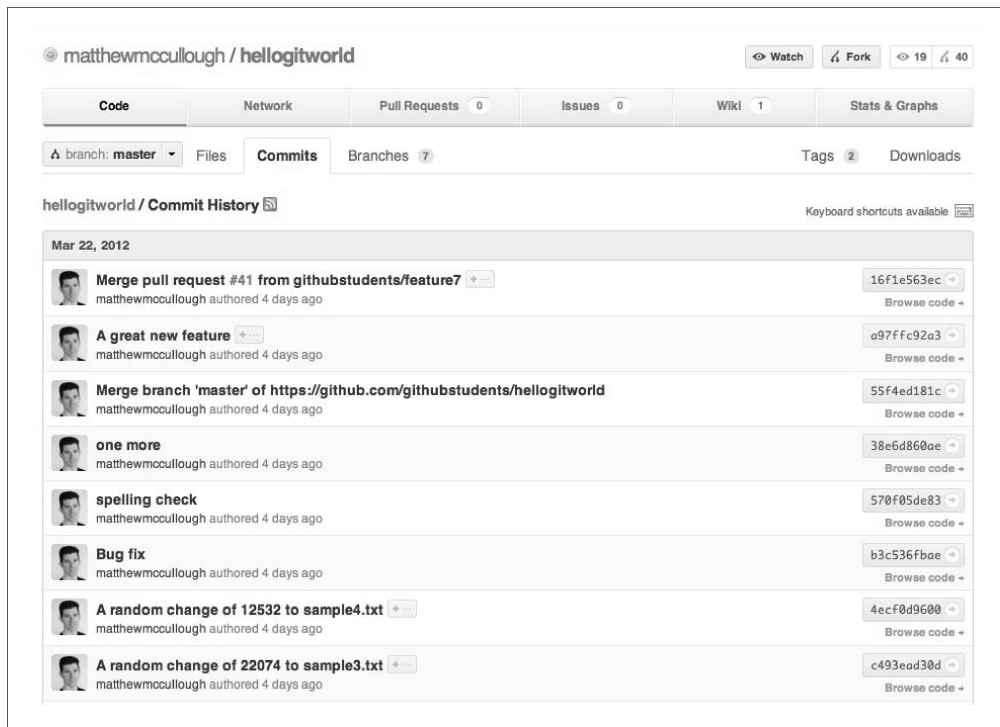 matthewmccullough / hellogitworld
Watch Fork 19 40
Code Network Pull Requests 0 Issues 0 Wiki 1 Stats & Graphs
branch: master Files Commits Branches 7 Tags 2 Downloads
hellogitworld / Commit History
Keyboard shortcuts available
Mar 22, 2012
Merge pull request #41 from githubstudents/feature7
matthewmccullough authored 4 days ago
16f1e563ec
Browse code
A great new feature
matthewmccullough authored 4 days ago
a97ffc92a3
Browse code
Merge branch 'master' of https://github.com/githubstudents/hellogitworld
matthewmccullough authored 4 days ago
55f4ed181c
Browse code
one more
matthewmccullough authored 4 days ago
38e6d860ae
Browse code
spelling check
matthewmccullough authored 4 days ago
570f05de83
Browse code
Bug fix
matthewmccullough authored 4 days ago
b3c536fbae
Browse code
A random change of 12532 to sample4.txt
matthewmccullough authored 4 days ago
4ecf0d9600
Browse code
A random change of 22074 to sample3.txt
matthewmccullough authored 4 days ago
c493ead30d
Browse code